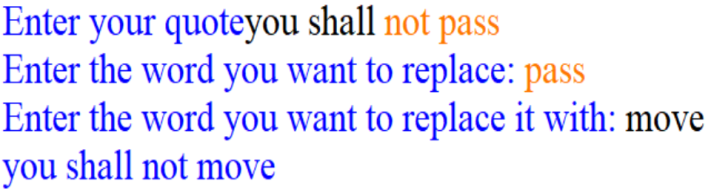 Enter your quoteyou shall not pass
Enter the word you want to replace: pass
Enter the word you want to replace it with: move
you shall not move